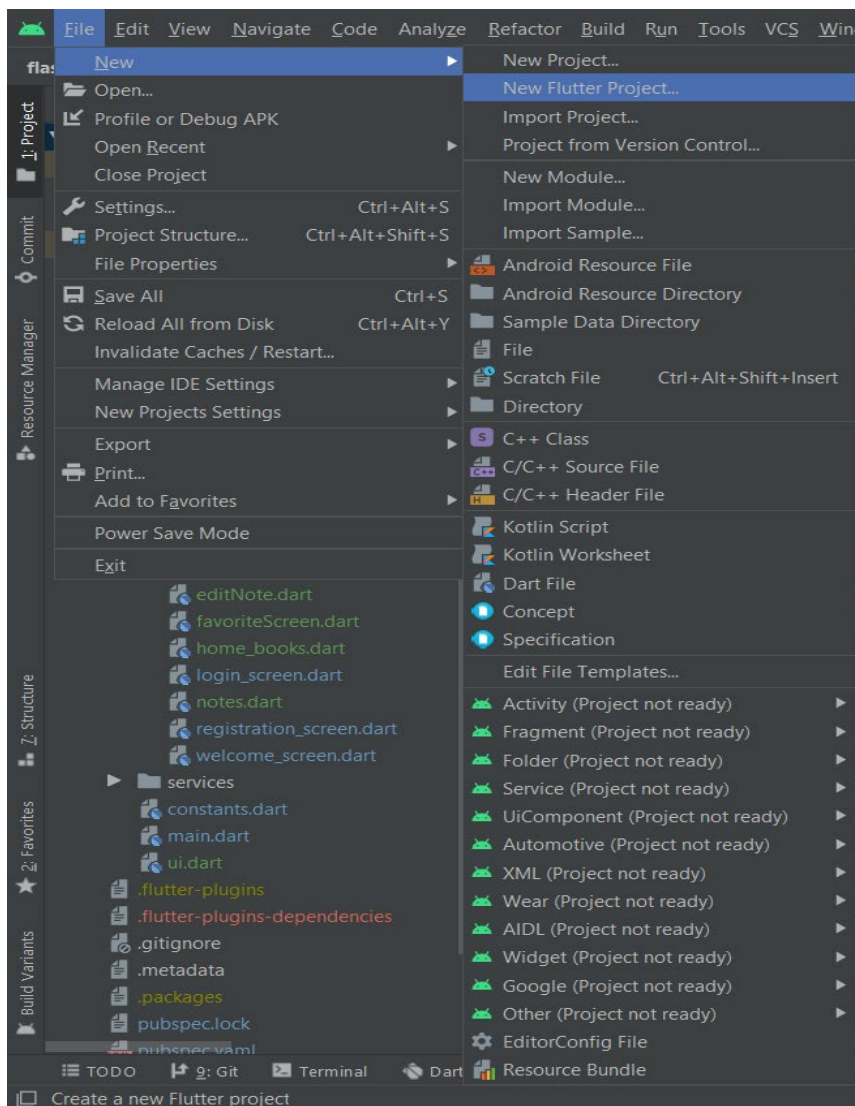 File Edit View Navigate Code Analyze Refactor Build Run Tools VCS Win
flas
New
Open...
Profile or Debug APK
Open Recent
Close Project
Settings... Ctrl+Alt+S
Project Structure... Ctrl+Alt+Shift+S
File Properties
Save All Ctrl+S
Reload All from Disk Ctrl+Alt+Y
Invalidate Caches / Restart...
Manage IDE Settings
New Projects Settings
Export
Print...
Add to Favorites
Power Save Mode
Exit
New Project...
New Flutter Project...
Import Project...
Project from Version Control...
New Module...
Import Module...
Import Sample...
Android Resource File
Android Resource Directory
Sample Data Directory
File
Scratch File Ctrl+Alt+Shift+Insert
Directory
S C++ Class
C++ C/C++ Source File
H C/C++ Header File
Kotlin Script
Kotlin Worksheet
Dart File
Concept
Specification
Edit File Templates...
Activity (Project not ready)
Fragment (Project not ready)
Folder (Project not ready)
Service (Project not ready)
UiComponent (Project not ready)
Automotive (Project not ready)
XML (Project not ready)
Wear (Project not ready)
AIDL (Project not ready)
Widget (Project not ready)
Google (Project not ready)
Other (Project not ready)
EditorConfig File
Resource Bundle
1: Project
Commit
Resource Manager
7: Structure
2: Favorites
Build Variants
editNote.dart
favoriteScreen.dart
home_books.dart
login_screen.dart
notes.dart
registration_screen.dart
welcome_screen.dart
services
constants.dart
main.dart
ui.dart
.flutter-plugins
.flutter-plugins-dependencies
.gitignore
.metadata
.packages
pubspec.lock
pubspec.yaml
TODO 9: Git Terminal Dart
Create a new Flutter project